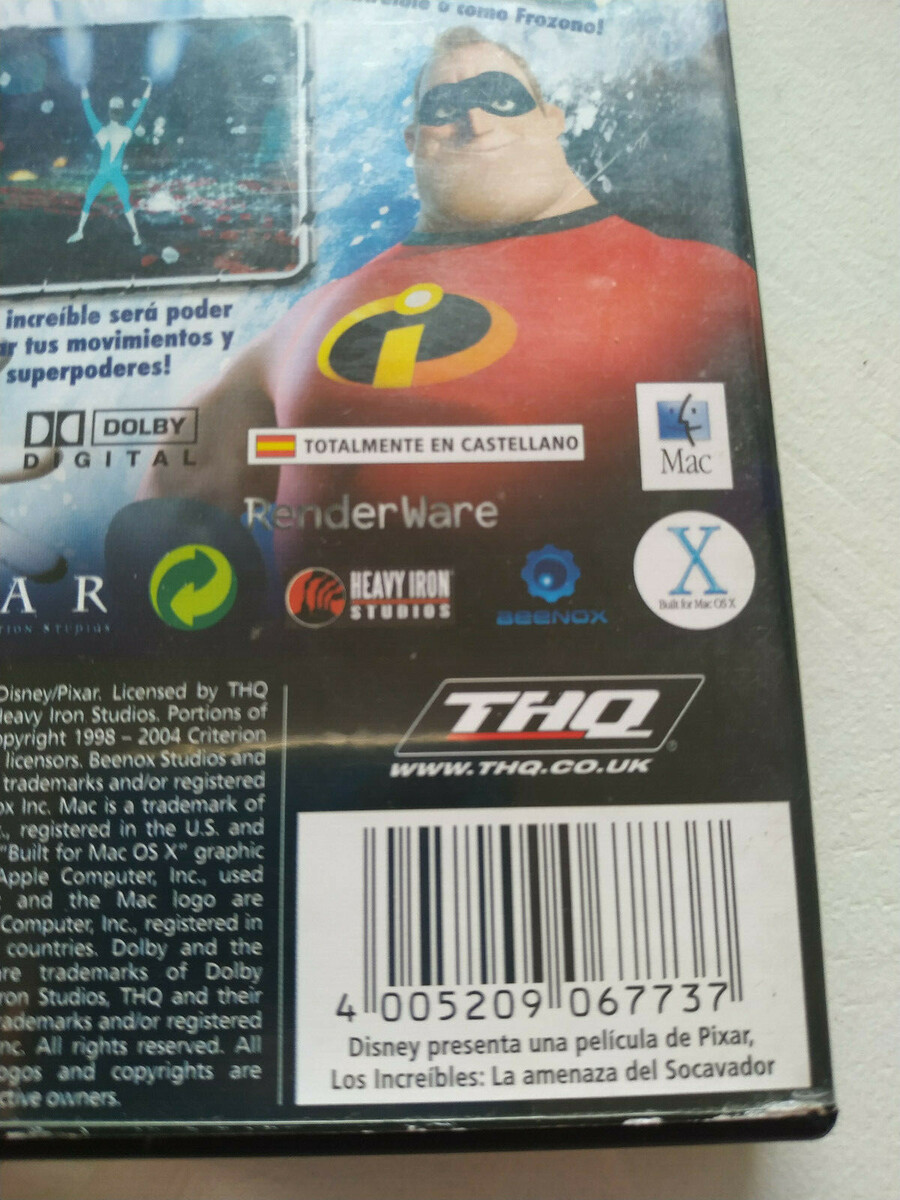 o como Frozono!
increíble será poder
tus movimientos y
superpoderes!
DOLBY
DIGITAL
TOTALMENTE EN CASTELLANO
Mac
RenderWare
X
Built for Mac OS X
A R
HEAVY IRON
STUDIOS
BEENOX
Disney/Pixar. Licensed by THQ
Heavy Iron Studios. Portions of
copyright 1998 – 2004 Criterion
licensors. Beenox Studios and
trademarks and/or registered
ox Inc. Mac is a trademark of
., registered in the U.S. and
"Built for Mac OS X" graphic
Apple Computer, Inc., used
and the Mac logo are
Computer, Inc., registered in
countries. Dolby and the
are trademarks of Dolby
Iron Studios, THQ and their
trademarks and/or registered
nc. All rights reserved. All
logos and copyrights are
ctive owners.
THQ
WWW.THQ.CO.UK
4 005209 067737
Disney presenta una película de Pixar,
Los Increíbles: La amenaza del Socavador